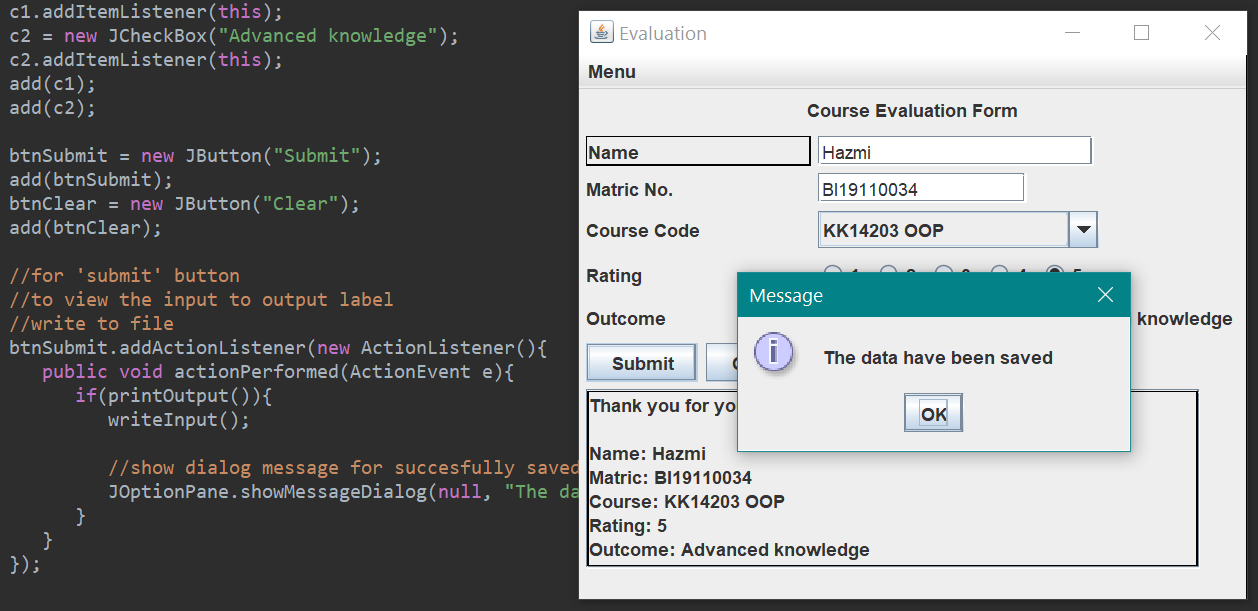 c1.addItemListener(this);
c2 = new JCheckBox("Advanced knowledge");
c2.addItemListener(this);
add(c1);
add(c2);
btnSubmit = new JButton("Submit");
add(btnSubmit);
btnClear = new JButton("Clear");
add(btnClear);
//for 'submit' button
//to view the input to output label
//write to file
btnSubmit.addActionListener(new ActionListener(){
public void actionPerformed(ActionEvent e){
if(printOutput()){
writeInput();
//show dialog message for succesfully saved
JOptionPane.showMessageDialog(null, "The da
}
}
});
Evaluation
Menu
Course Evaluation Form
Name Hazmi
Matric No. BI19110034
Course Code KK14203 OOP
Rating
Outcome knowledge
Submit
Message
The data have been saved
OK
Thank you for yo
Name: Hazmi
Matric: BI19110034
Course: KK14203 OOP
Rating: 5
Outcome: Advanced knowledge